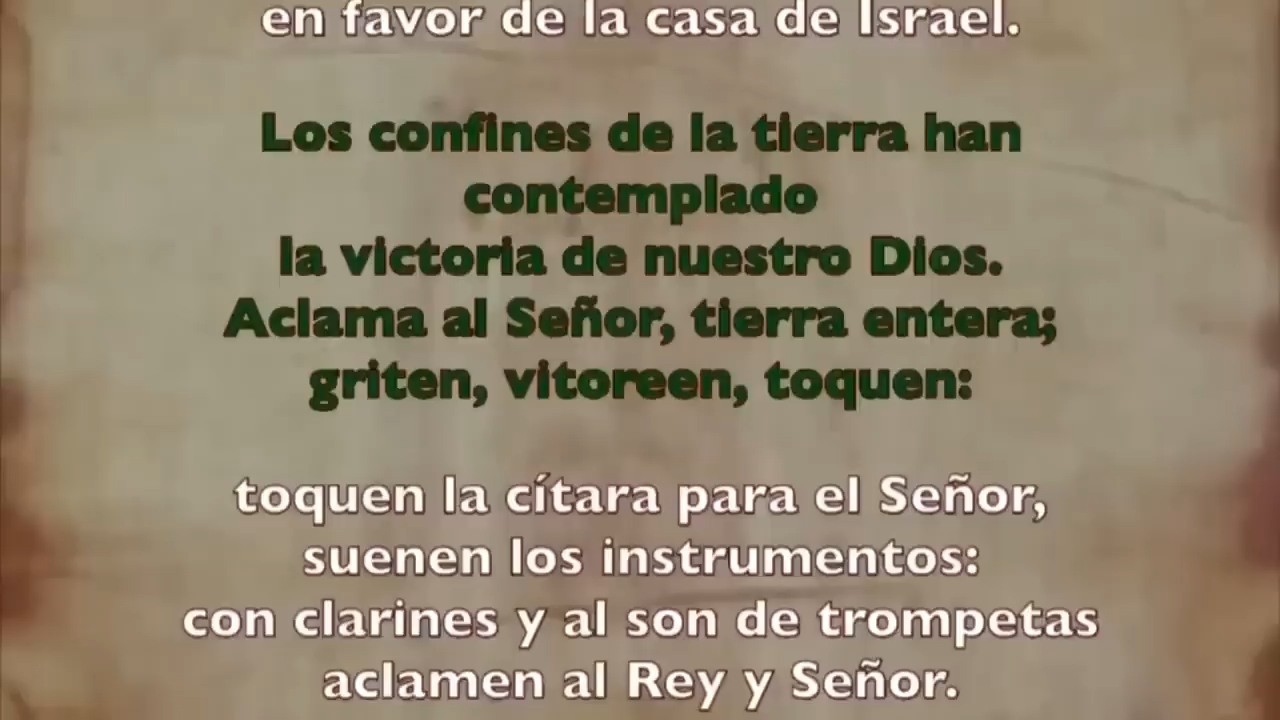 en favor de la casa de Israel.
Los confines de la tierra han
contemplado
la victoria de nuestro Dios.
Aclama al Señor, tierra entera;
griten, vitoreen, toquen:
toquen la cítara para el Señor,
suenen los instrumentos:
con clarines y al son de trompetas
aclamen al Rey y Señor.